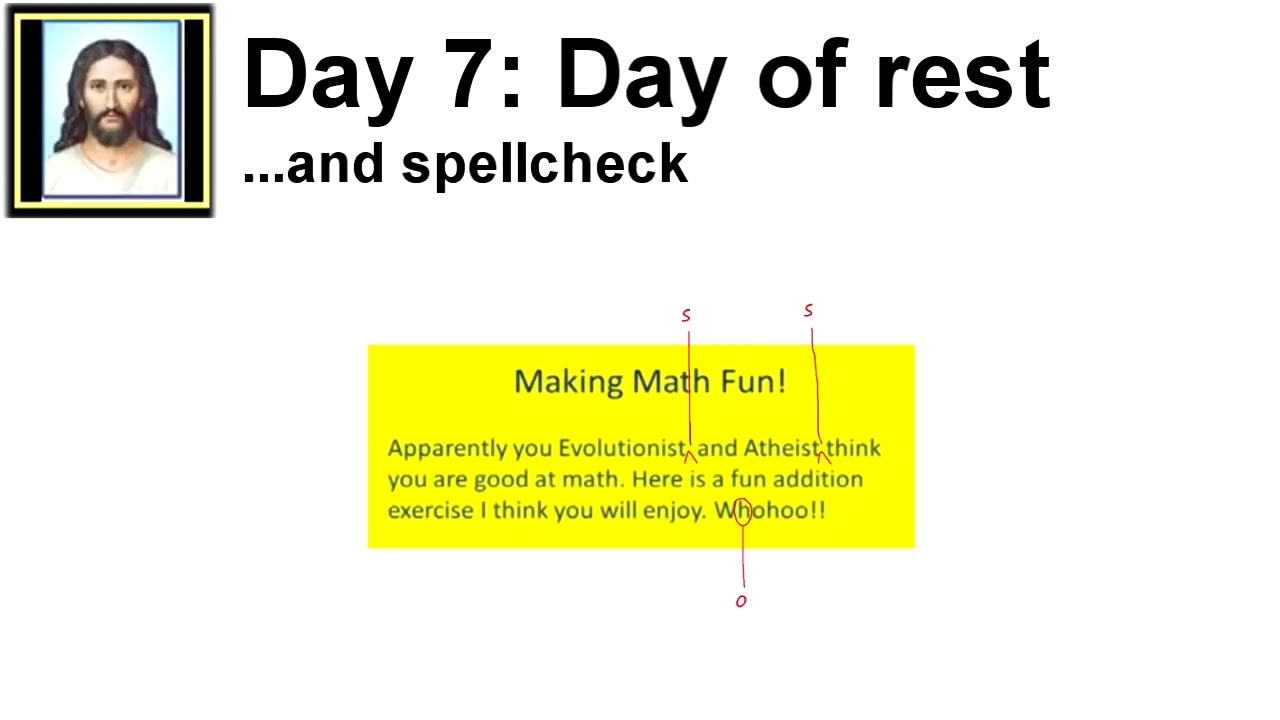 Day 7: Day of rest
...and spellcheck
s s
Making Math Fun!
Apparently you Evolutionist and Atheist think
you are good at math. Here is a fun addition
exercise I think you will enjoy. Whohoo!!
o